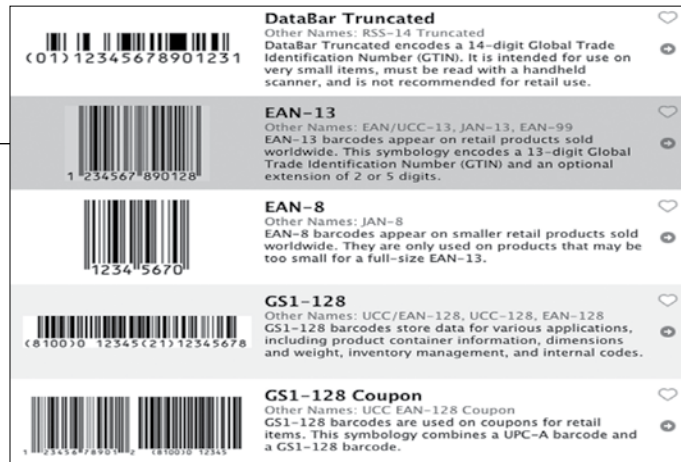 DataBar Truncated
Other Names: RSS-14 Truncated
DataBar Truncated encodes a 14-digit Global Trade
Identification Number (GTIN). It is intended for use on
very small items, must be read with a handheld
scanner, and is not recommended for retail use.
(01)12345678901231
EAN-13
Other Names: EAN/UCC-13, JAN-13, EAN-99
EAN-13 barcodes appear on retail products sold
worldwide. This symbology encodes a 13-digit Global
Trade Identification Number (GTIN) and an optional
extension of 2 or 5 digits.
1 234567 890128
EAN-8
Other Names: JAN-8
EAN-8 barcodes appear on smaller retail products sold
worldwide. They are only used on products that may be
too small for a full-size EAN-13.
1234 5670
GS1-128
Other Names: UCC/EAN-128, UCC-128, EAN-128
GS1-128 barcodes store data for various applications,
including product container information, dimensions
and weight, inventory management, and internal codes.
(8100)0 12345(21)12345678
GS1-128 Coupon
Other Names: UCC EAN-128 Coupon
GS1-128 barcodes are used on coupons for retail
items. This symbology combines a UPC-A barcode and
a GS1-128 barcode.
1 23456 78901 2 (8100)0 12345